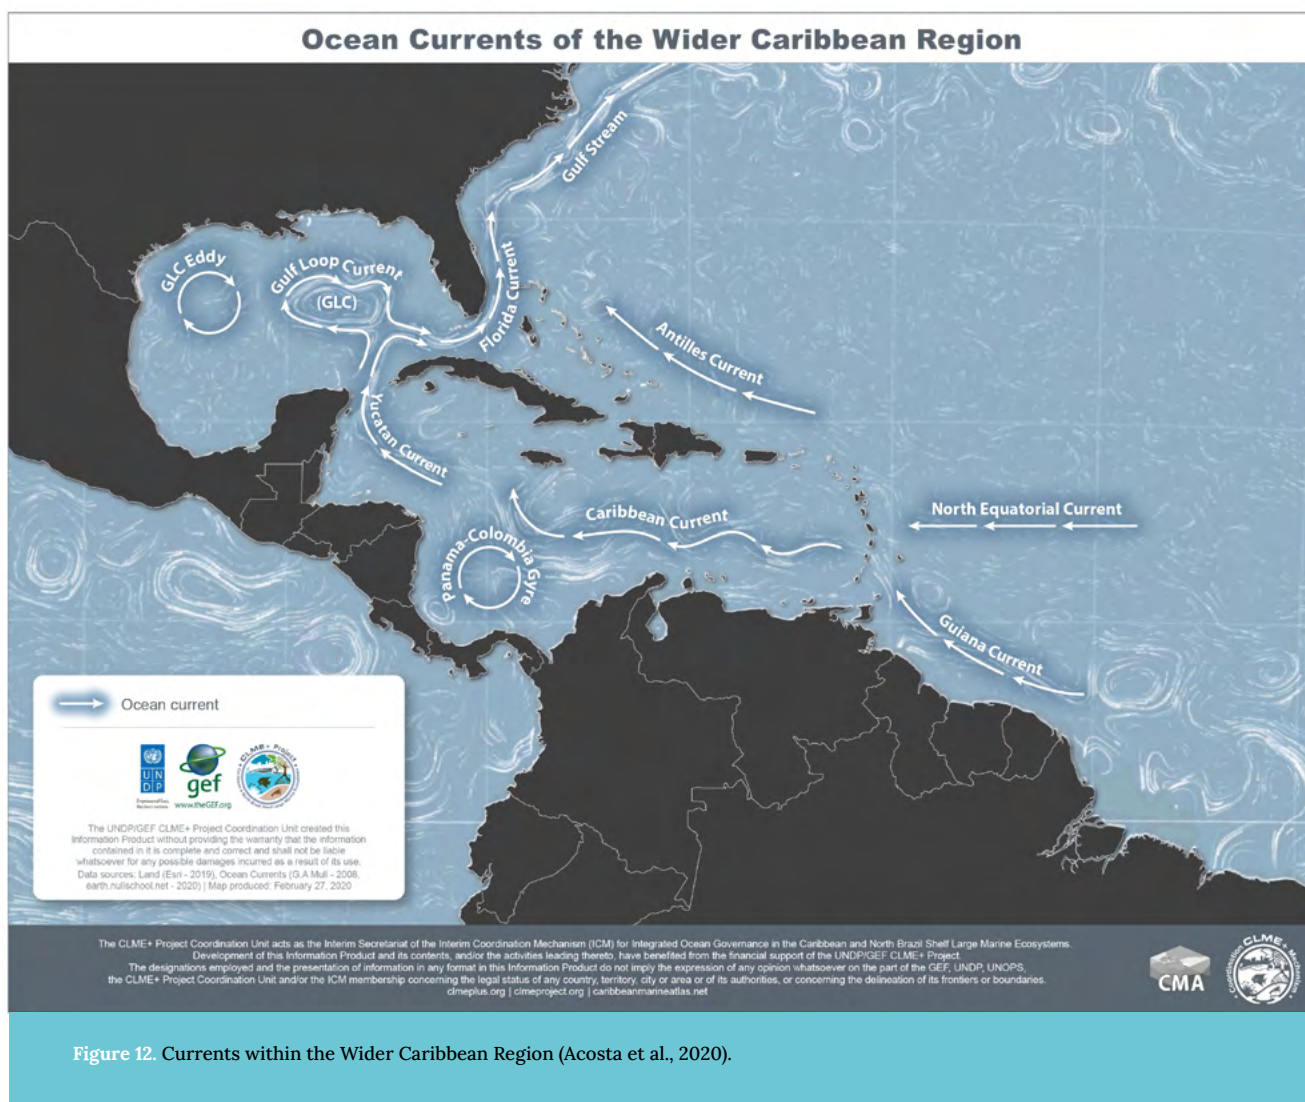 Ocean Currents of the Wider Caribbean Region
Gulf Stream
GLC Eddy
Gulf Loop Current
(GLC)
Florida Current
Antilles Current
Yucatan Current
Caribbean Current
North Equatorial Current
Panama-Colombia Gyre
Guiana Current
Ocean current
U N
D P
gef
www.theGEF.org
CLME+ Project
The UNDP/GEF CLME+ Project Coordination Unit created this
Information Product without providing the warranty that the information
contained in it is complete and correct and shall not be liable
whatsoever for any possible damages incurred as a result of its use.
Data sources: Land (Esri - 2019), Ocean Currents (G.A Mull - 2008,
earth.nullschool.net - 2020) | Map produced: February 27, 2020
The CLME+ Project Coordination Unit acts as the Interim Secretariat of the Interim Coordination Mechanism (ICM) for Integrated Ocean Governance in the Caribbean and North Brazil Shelf Large Marine Ecosystems.
Development of this Information Product and its contents, and/or the activities leading thereto, have benefited from the financial support of the UNDP/GEF CLME+ Project.
The designations employed and the presentation of information in any format in this Information Product do not imply the expression of any opinion whatsoever on the part of the GEF, UNDP, UNOPS,
the CLME+ Project Coordination Unit and/or the ICM membership concerning the legal status of any country, territory, city or area or of its authorities, or concerning the delineation of its frontiers or boundaries.
clmeplus.org | clmeproject.org | caribbeanmarineatlas.net
CMA
CLME+
Coordination Mechanism
Figure 12. Currents within the Wider Caribbean Region (Acosta et al., 2020).